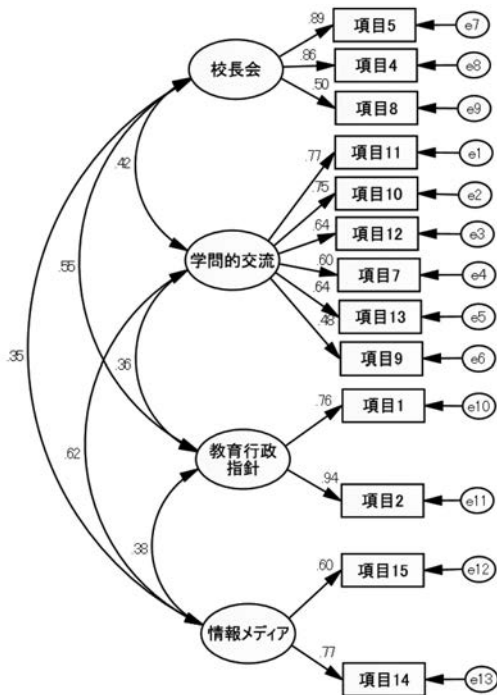 .89
項目5
e7
校長会
.86
項目4
e8
.50
項目8
e9
.42
.77
項目11
e1
.75
項目10
e2
.64
項目12
e3
学問的交流
.60
項目7
e4
.64
項目13
e5
.48
項目9
e6
.55
.35
.36
.76
項目1
e10
教育行政
指針
.62
.94
項目2
e11
.38
.60
項目15
e12
情報メディア
.77
項目14
e13